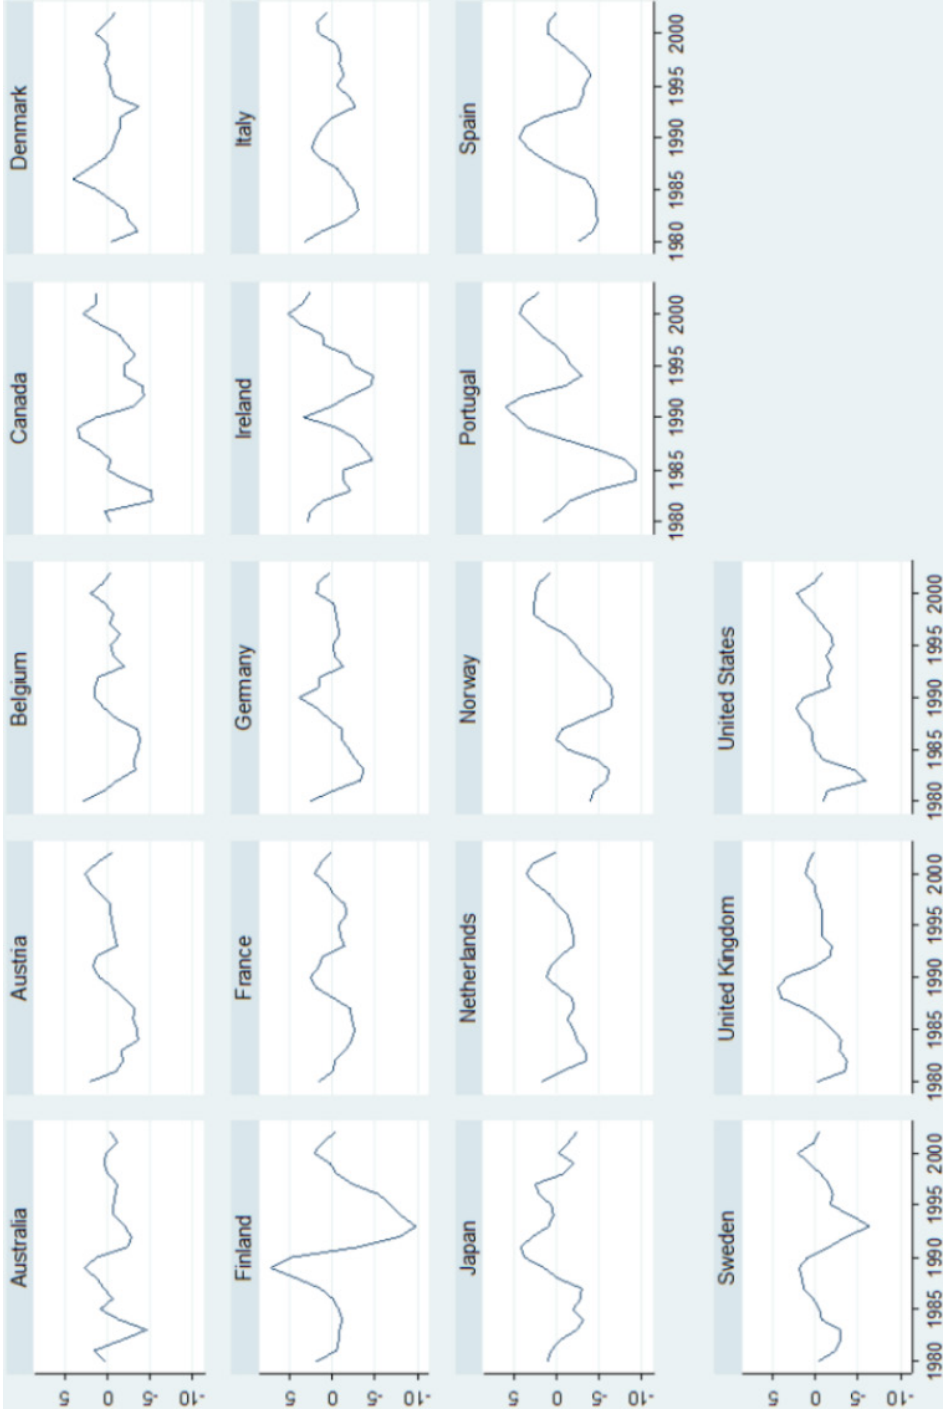 Australia Austria Belgium Canada Denmark
5
0
-5
-10
Finland France Germany Ireland Italy
5
0
-5
-10
Japan Netherlands Norway Portugal Spain
5
0
-5
-10
1980 1985 1990 1995 2000 1980 1985 1990 1995 2000
Sweden United Kingdom United States
5
0
-5
-10
1980 1985 1990 1995 2000 1980 1985 1990 1995 2000 1980 1985 1990 1995 2000